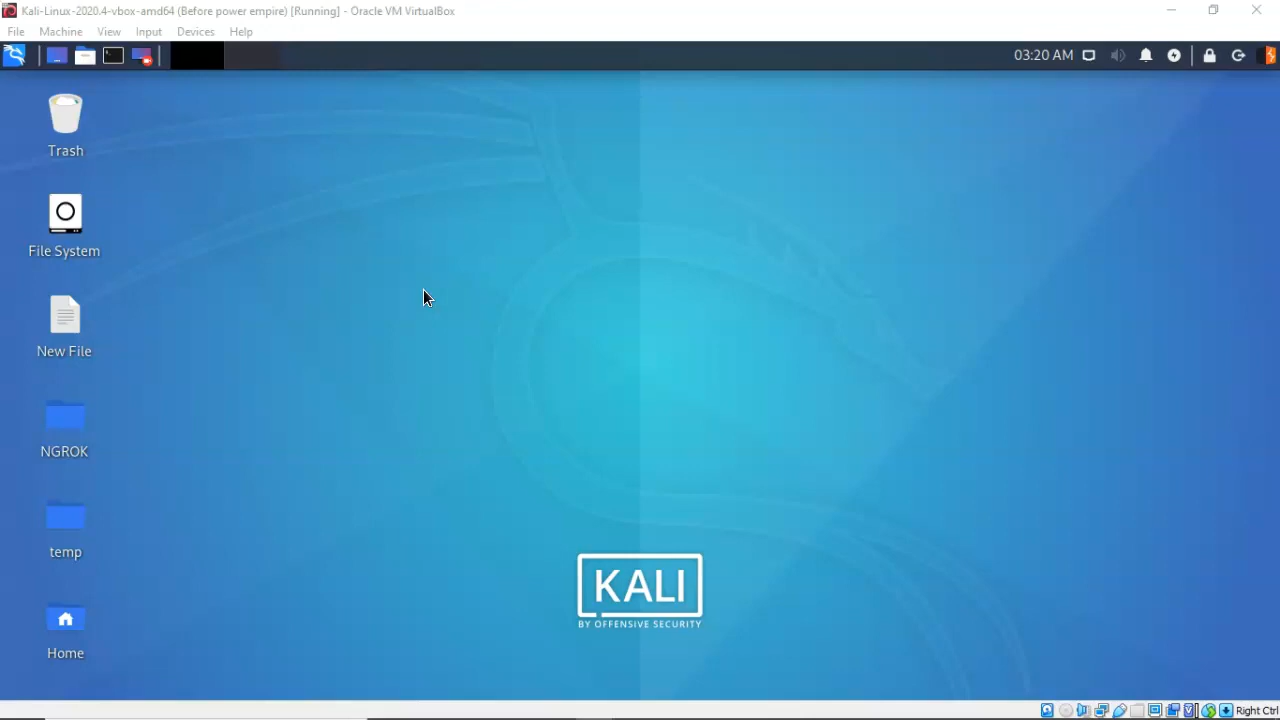 Kali-Linux-2020.4-vbox-amd64 (Before power empire) [Running] - Oracle VM VirtualBox
File Machine View Input Devices Help
03:20 AM
Trash
File System
New File
NGROK
temp
Home
KALI
BY OFFENSIVE SECURITY
Right Ctrl